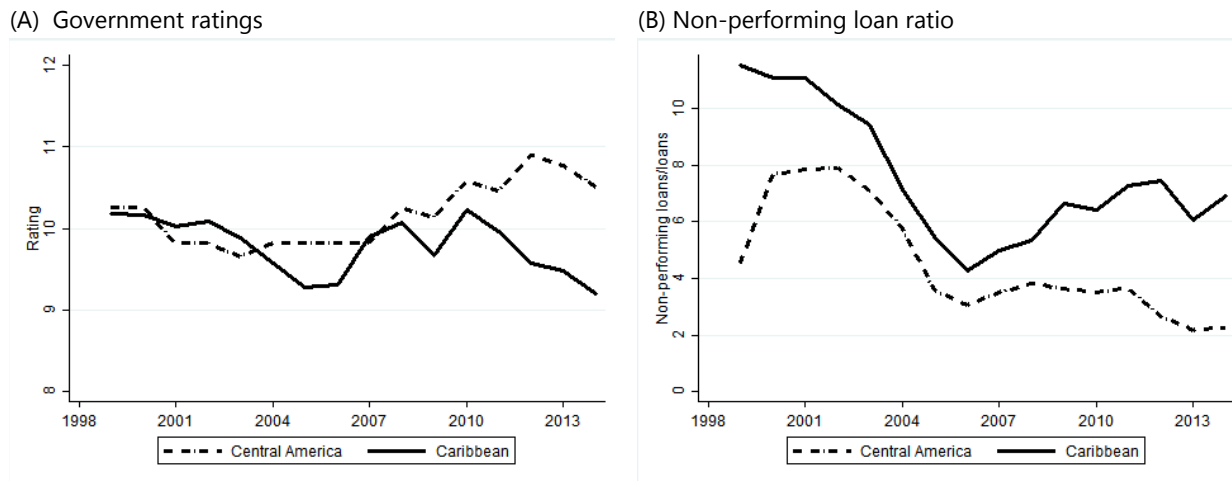 (A) Government ratings
12
11
10
9
8
Rating
1998 2001 2004 2007 2010 2013
Central America Caribbean
(B) Non-performing loan ratio
10
8
6
4
2
0
Non-performing loans/loans
1998 2001 2004 2007 2010 2013
Central America Caribbean